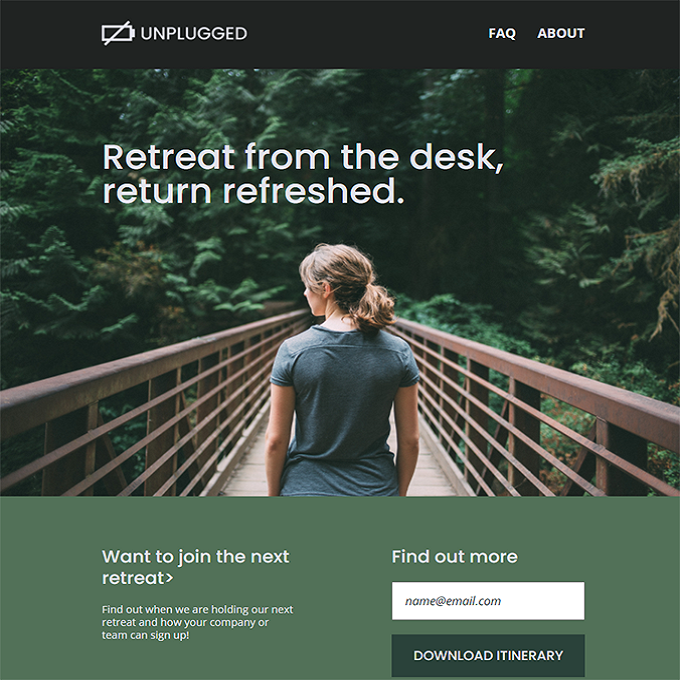 UNPLUGGED
FAQ
ABOUT
Retreat from the desk,
return refreshed.
Want to join the next
retreat>
Find out when we are holding our next
retreat and how your company or
team can sign up!
Find out more
name@email.com
DOWNLOAD ITINERARY